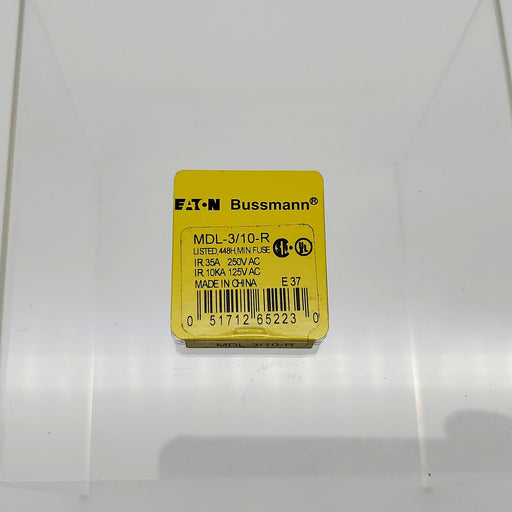 EATON Bussmann®
MDL-3/10-R
LISTED, 448H, MIN FUSE
IR. 35A 250V AC
IR. 10KA 125V AC
MADE IN CHINA E 37
0 51712 65223 0
MDL-3/10-R